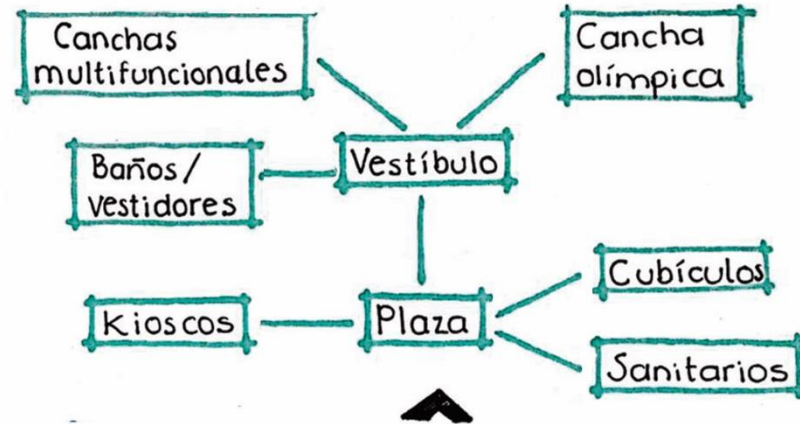 Canchas
multifuncionales
Cancha
olímpica
Baños/
vestidores
Vestíbulo
Kioscos
Plaza
Cubículos
Sanitarios